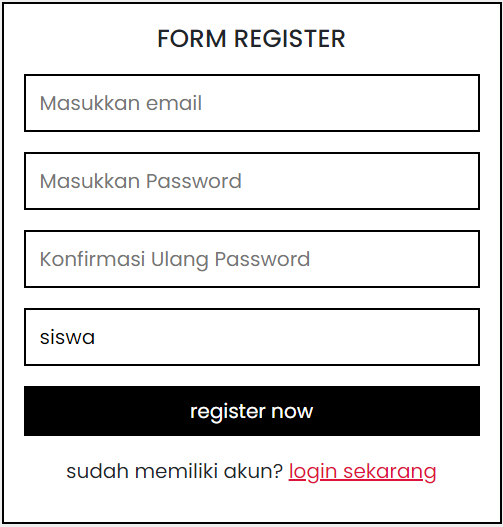 FORM REGISTER
Masukkan email
Masukkan Password
Konfirmasi Ulang Password
siswa
register now
sudah memiliki akun? login sekarang